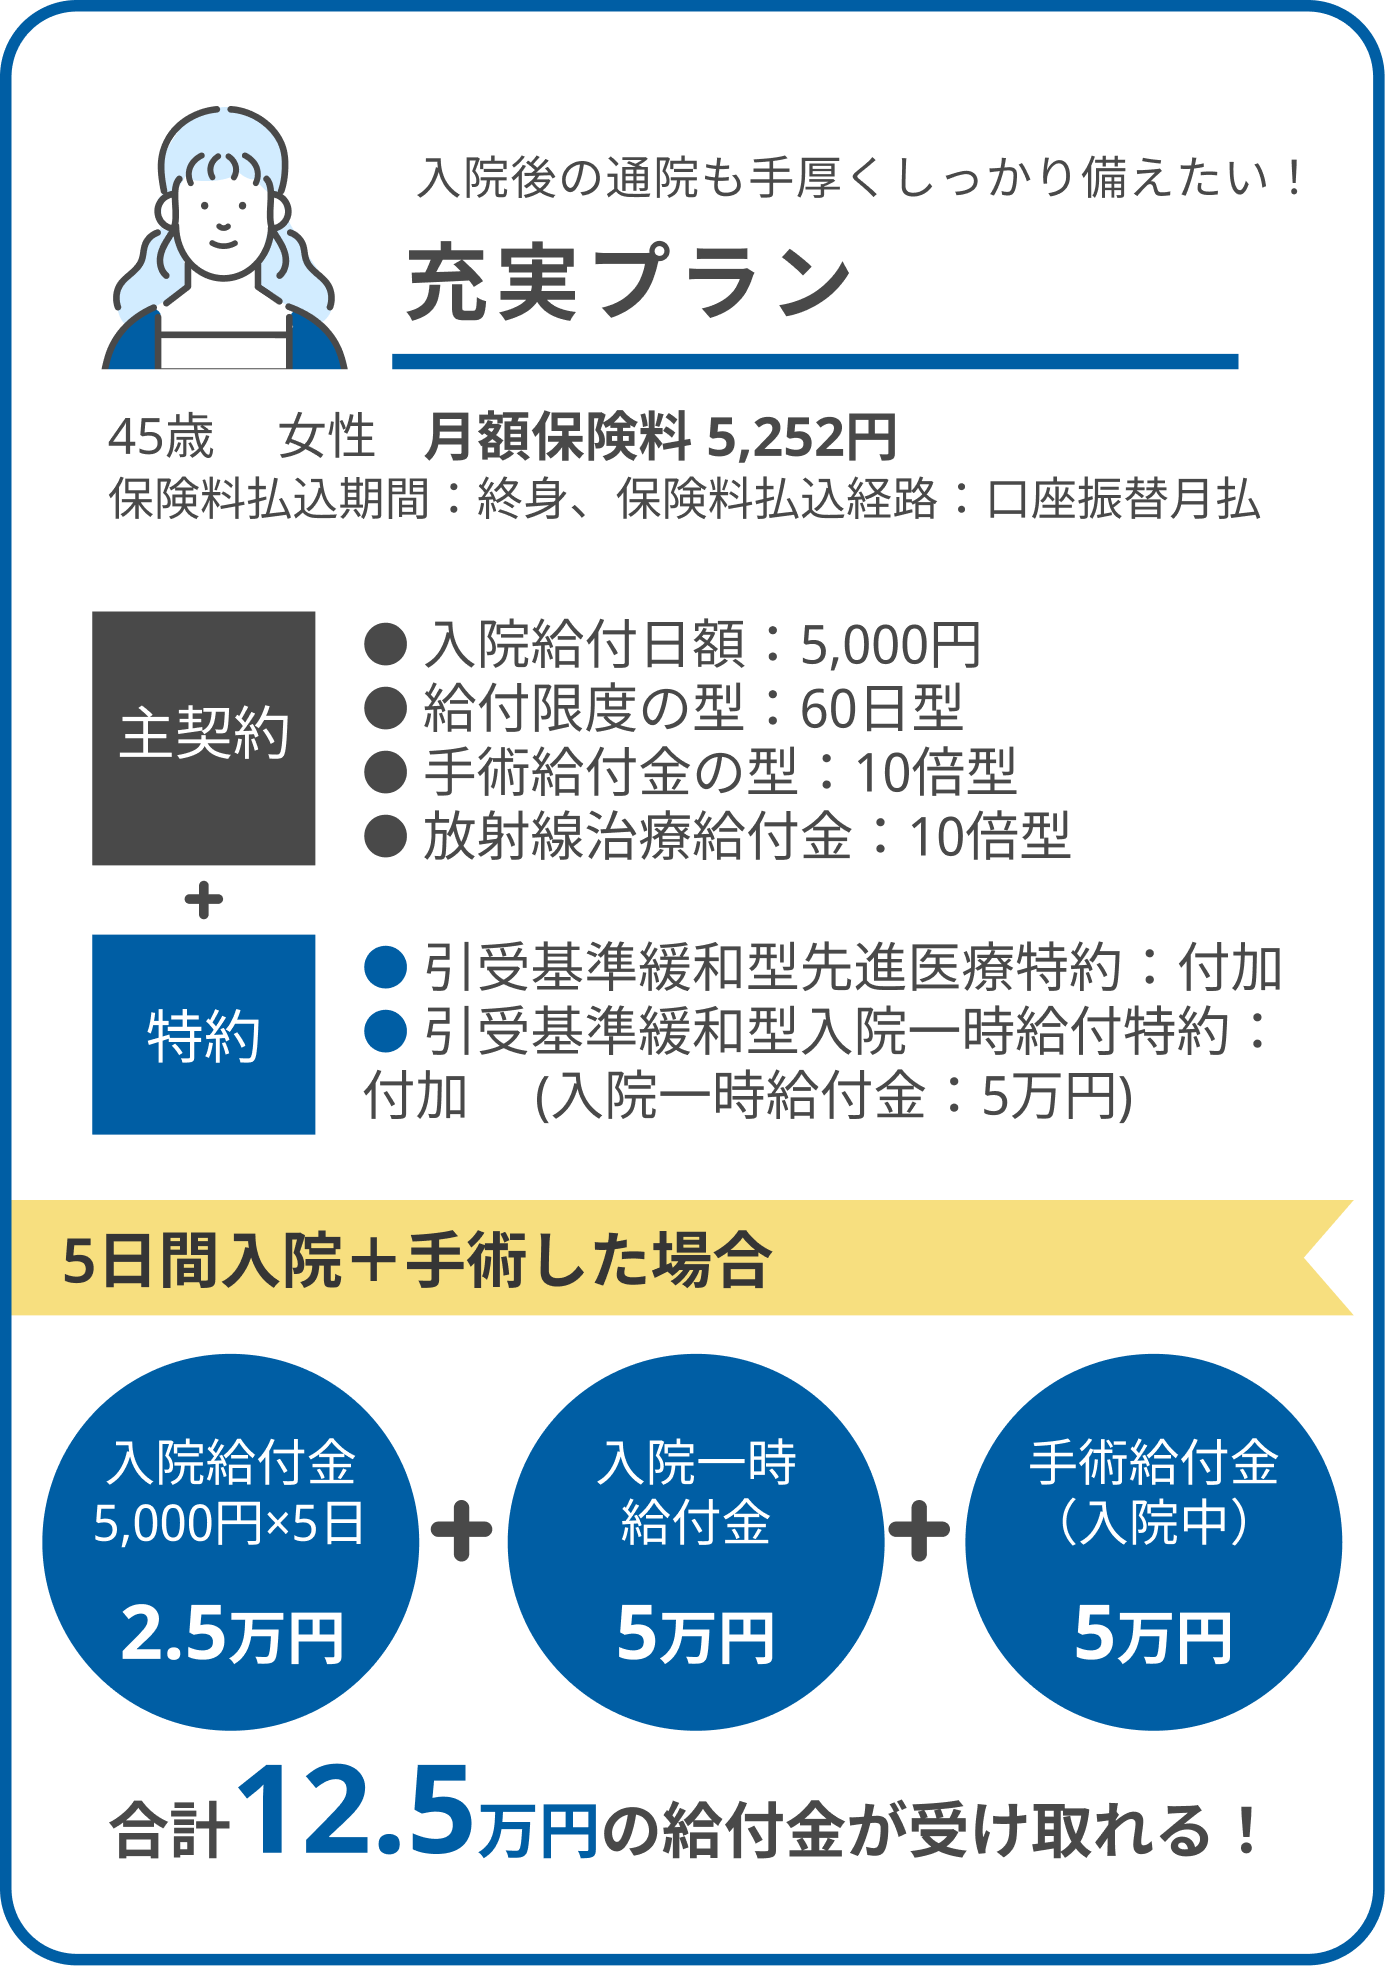 入院後の通院も手厚くしっかり備えたい！
充実プラン
45歳　女性　月額保険料 5,252円
保険料払込期間：終身、保険料払込経路：口座振替月払
主契約
● 入院給付日額：5,000円
● 給付限度の型：60日型
● 手術給付金の型：10倍型
● 放射線治療給付金：10倍型
+
特約
● 引受基準緩和型先進医療特約：付加
● 引受基準緩和型入院一時給付特約：
付加　(入院一時給付金：5万円)
5日間入院＋手術した場合
入院給付金
5,000円×5日
2.5万円
+
入院一時
給付金
5万円
+
手術給付金
（入院中）
5万円
合計12.5万円の給付金が受け取れる！